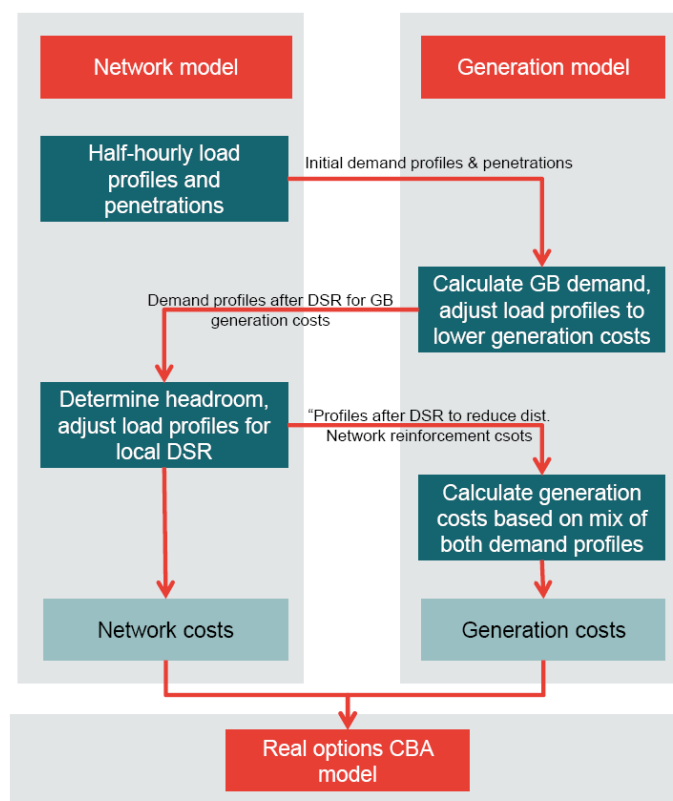 Network model
Generation model
Half-hourly load
profiles and
penetrations
Initial demand profiles & penetrations
Calculate GB demand,
adjust load profiles to
lower generation costs
Demand profiles after DSR for GB
generation costs
Determine headroom,
adjust load profiles for
local DSR
“Profiles after DSR to reduce dist.
Network reinforcement csots
Calculate generation
costs based on mix of
both demand profiles
Network costs
Generation costs
Real options CBA
model